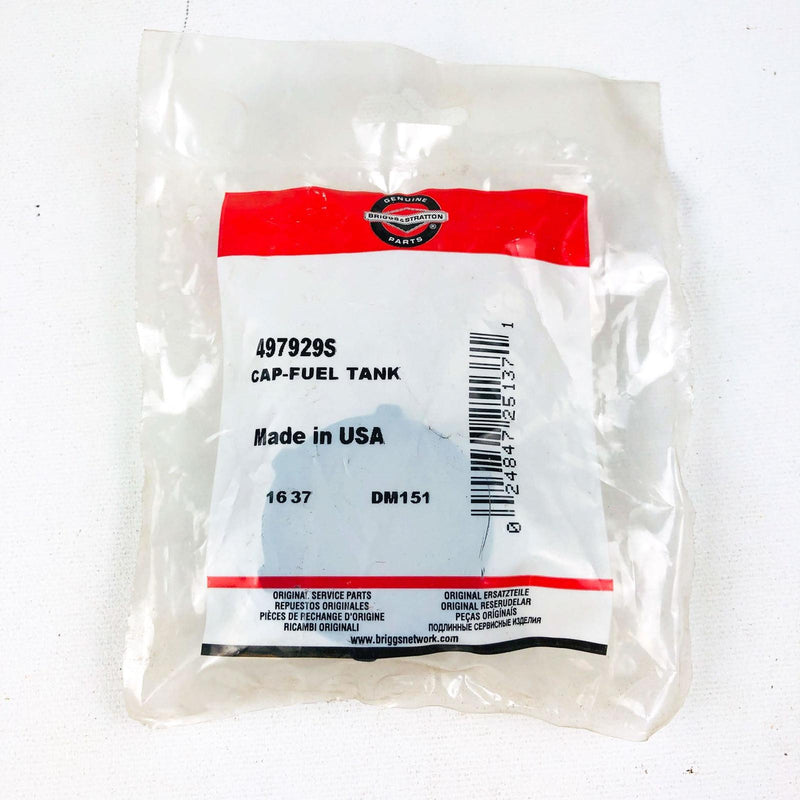 GENUINE
BRIGGS & STRATTON
PARTS
®
497929S
CAP-FUEL TANK
Made in USA
16 37 DM151
0 24847 25137 1
ORIGINAL SERVICE PARTS
REPUESTOS ORIGINALES
PIÈCES DE RECHANGE D'ORIGINE
RICAMBI ORIGINALI
ORIGINAL ERSATZTEILE
ORIGINAL RESERUDELAR
PEÇAS ORIGINAIS
ПОДЛИННЫЕ СЕРВИСНЫЕ ИЗДЕЛИЯ
www.briggsnetwork.com